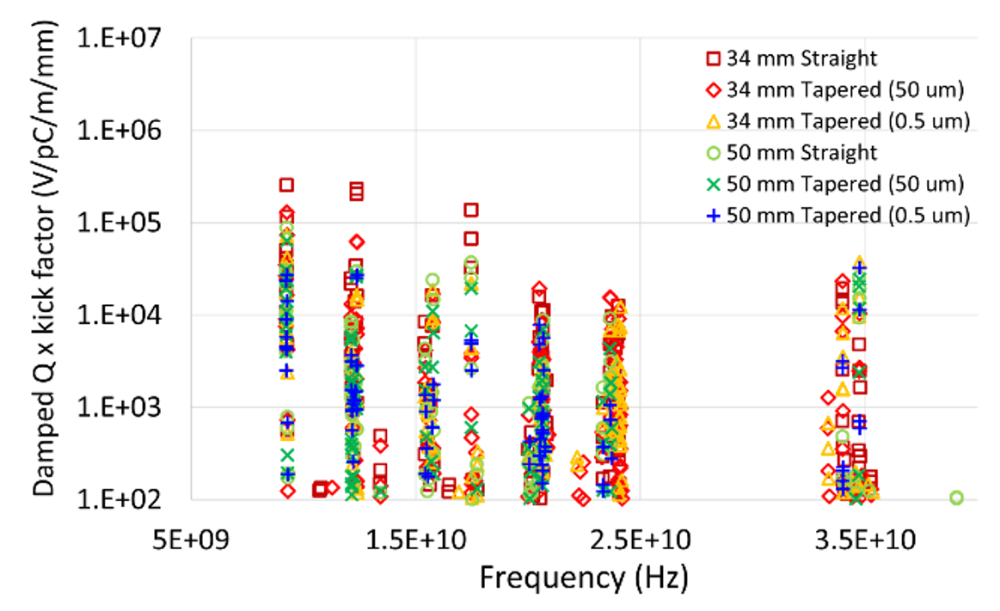 Damped Q x kick factor (V/pC/m/mm)
1.E+07
1.E+06
1.E+05
1.E+04
1.E+03
1.E+02
34 mm Straight
34 mm Tapered (50 um)
34 mm Tapered (0.5 um)
50 mm Straight
50 mm Tapered (50 um)
50 mm Tapered (0.5 um)
5E+09 1.5E+10 2.5E+10 3.5E+10
Frequency (Hz)